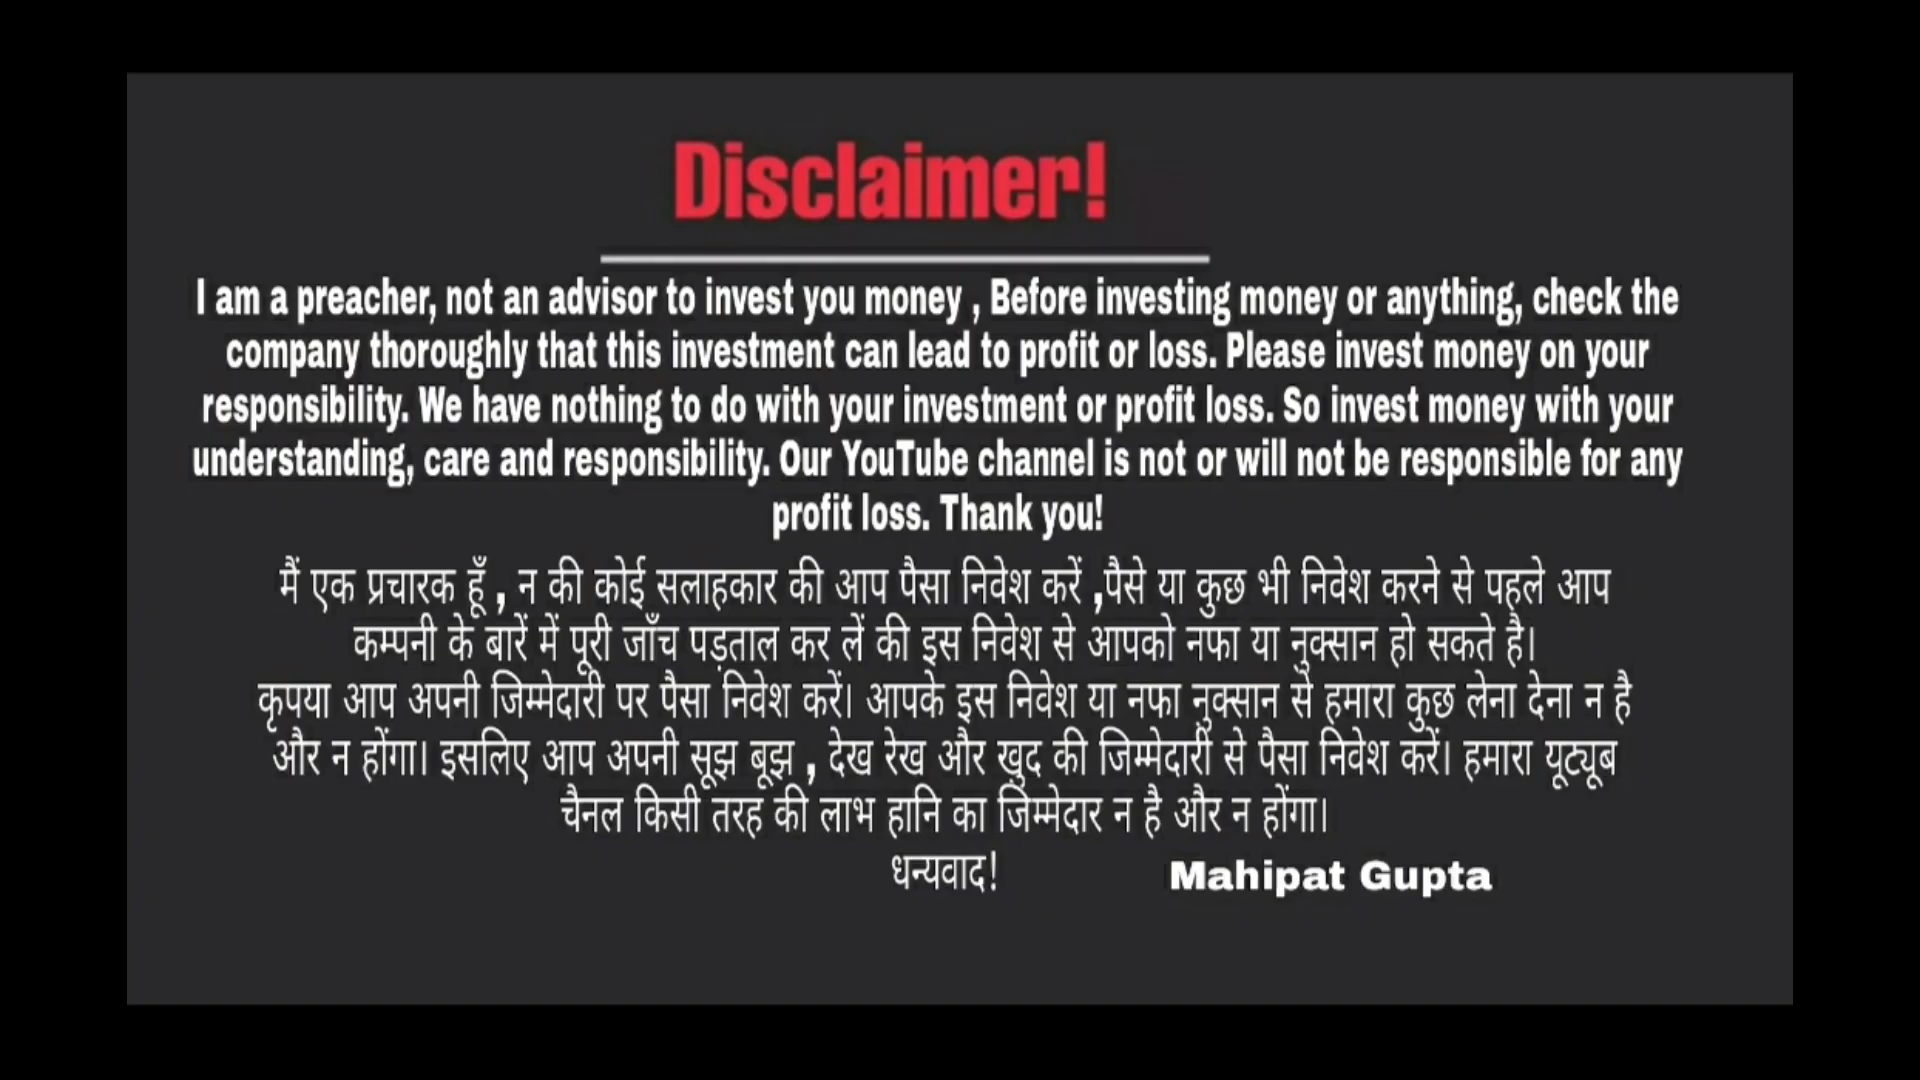 Disclaimer!
I am a preacher, not an advisor to invest you money , Before investing money or anything, check the
company thoroughly that this investment can lead to profit or loss. Please invest money on your
responsibility. We have nothing to do with your investment or profit loss. So invest money with your
understanding, care and responsibility. Our YouTube channel is not or will not be responsible for any
profit loss. Thank you!
मैं एक प्रचारक हूँ , न की कोई सलाहकार की आप पैसा निवेश करें ,पैसे या कुछ भी निवेश करने से पहले आप
कम्पनी के बारें में पूरी जाँच पड़ताल कर लें की इस निवेश से आपको नफा या नुक्सान हो सकते है।
कृपया आप अपनी जिम्मेदारी पर पैसा निवेश करें। आपके इस निवेश या नफा नुक्सान से हमारा कुछ लेना देना न है
और न होंगा। इसलिए आप अपनी सूझ बूझ , देख रेख और खुद की जिम्मेदारी से पैसा निवेश करें। हमारा यूट्यूब
चैनल किसी तरह की लाभ हानि का जिम्मेदार न है और न होंगा।
धन्यवाद! Mahipat Gupta